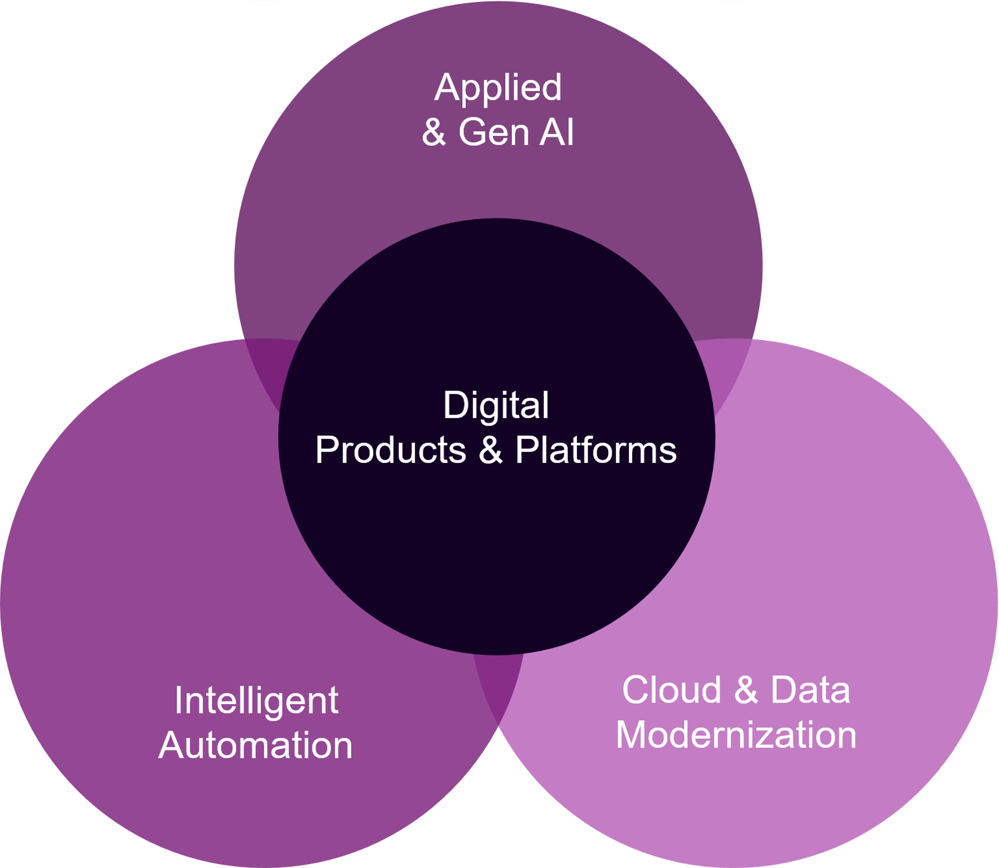 Applied
& Gen AI
Digital
Products & Platforms
Intelligent
Automation
Cloud & Data
Modernization